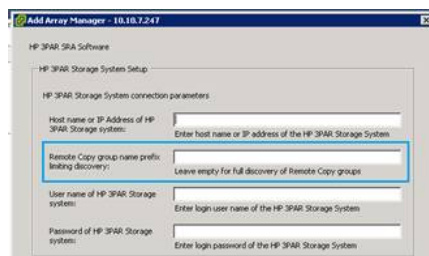 Add Array Manager - 10.10.7.247
HP 3PAR SRA Software
HP 3PAR Storage System Setup
HP 3PAR Storage System connection parameters
Host name or IP Address of HP
3PAR Storage system:
Enter host name or IP address of the HP 3PAR Storage System
Remote Copy group name prefix
limiting discovery:
Leave empty for full discovery of Remote Copy groups
User name of HP 3PAR Storage
system:
Enter login user name of the HP 3PAR Storage System
Password of HP 3PAR Storage
system:
Enter login password of the HP 3PAR Storage System